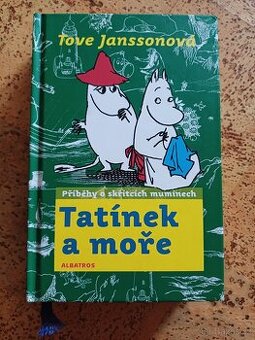 Tove Janssonová
Příběhy o skřítcích mumínech
Tatínek
a moře
ALBATROS